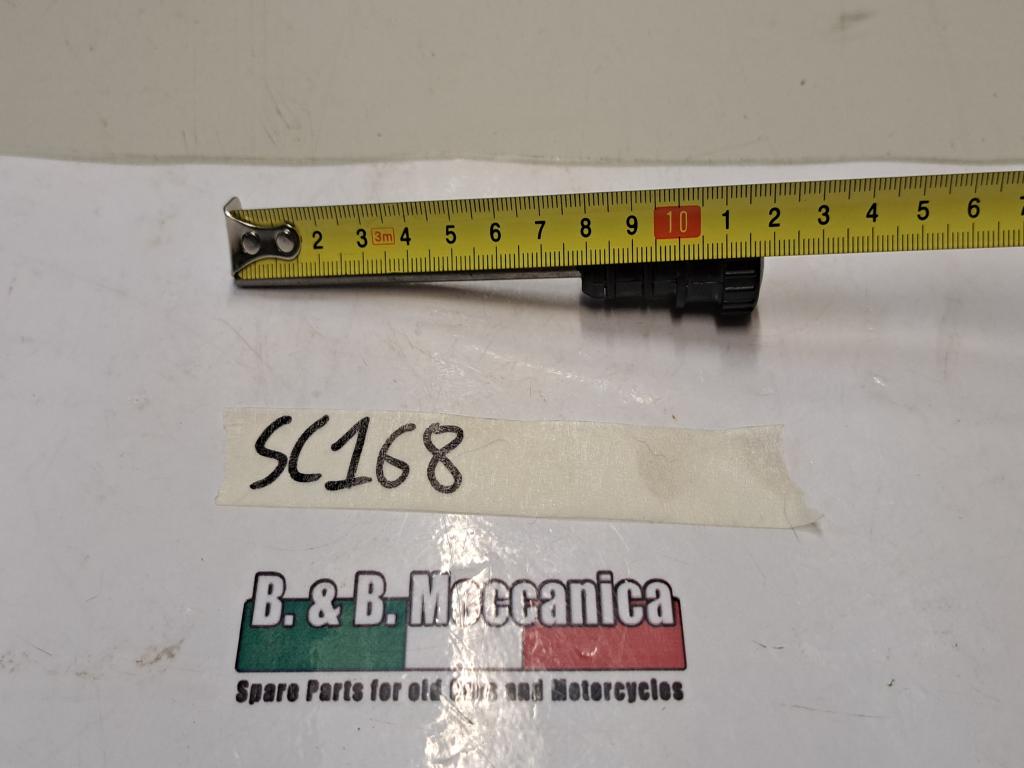 2 3 3m 4 5 6 7 8 9 10 1 2 3 4 5 6 7
SC168
B. & B. Meccanica
Spare Parts for old Cars and Motorcycles